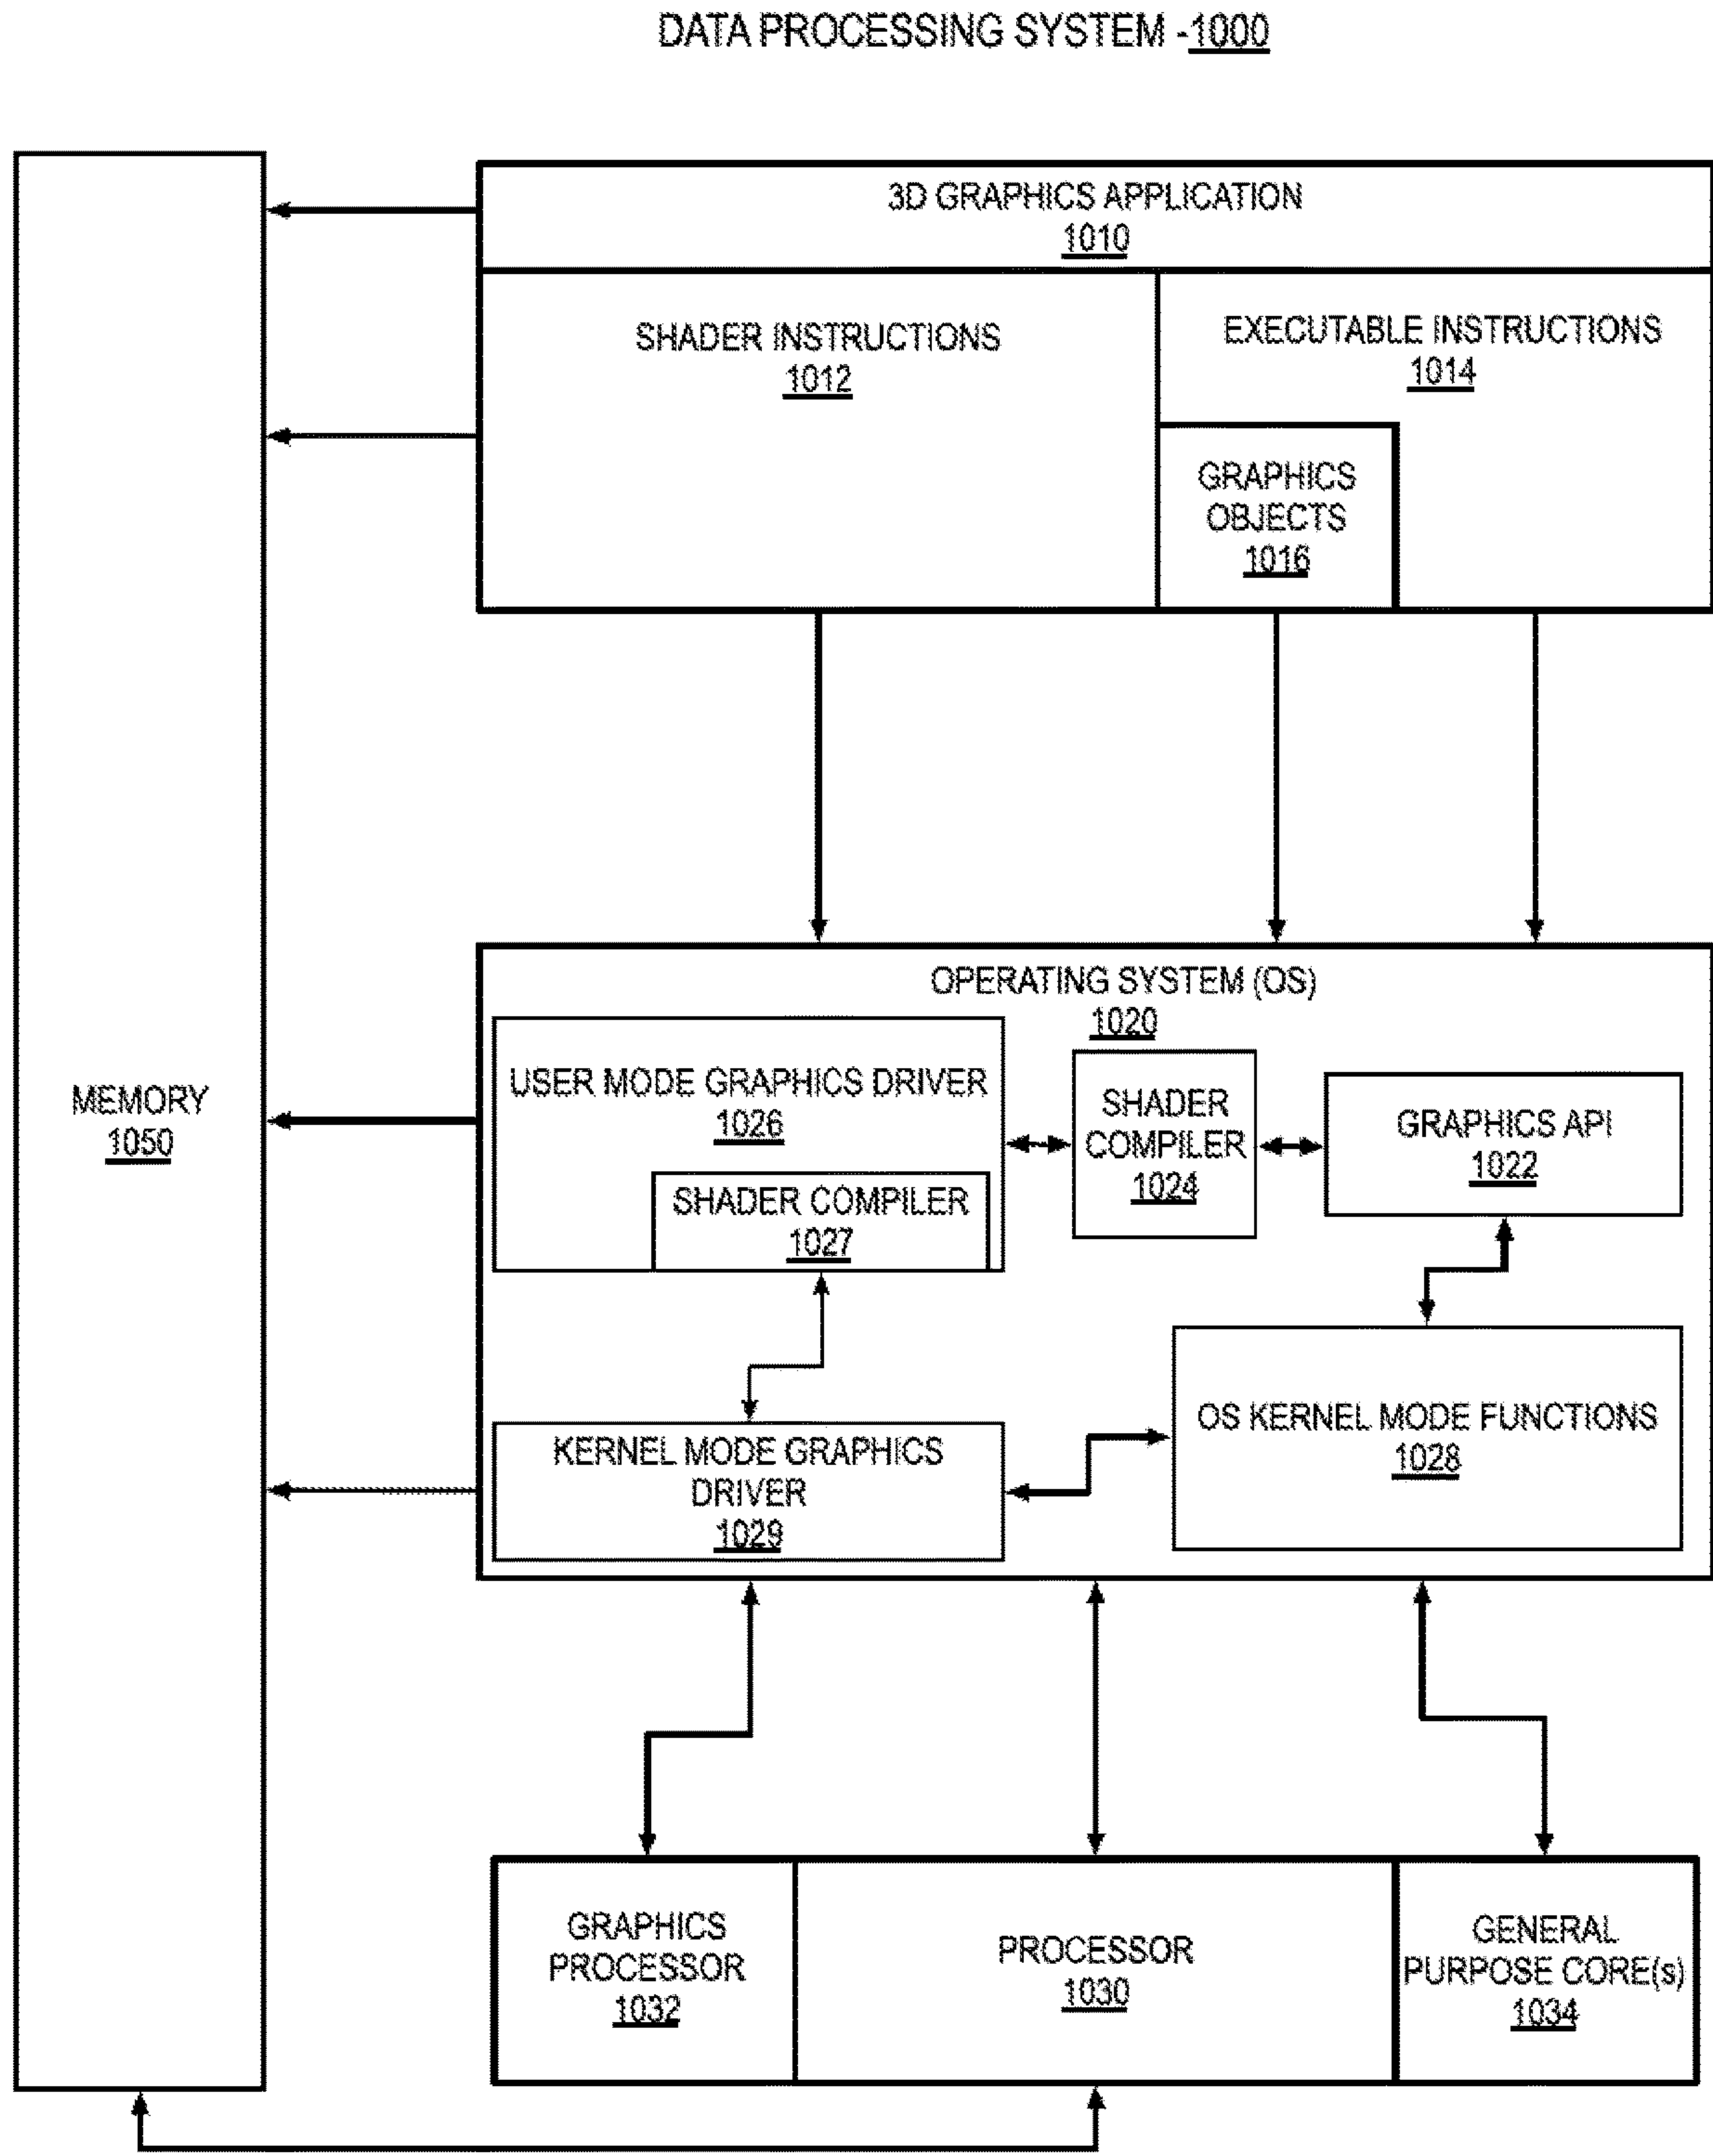 DATA PROCESSING SYSTEM -1000
3D GRAPHICS APPLICATION
1010
SHADER INSTRUCTIONS
1012
EXECUTABLE INSTRUCTIONS
1014
GRAPHICS
OBJECTS
1016
OPERATING SYSTEM (OS)
1020
USER MODE GRAPHICS DRIVER
1026
SHADER COMPILER
1027
SHADER
COMPILER
1024
GRAPHICS API
1022
MEMORY
1050
KERNEL MODE GRAPHICS
DRIVER
1029
OS KERNEL MODE FUNCTIONS
1028
GRAPHICS
PROCESSOR
1032
PROCESSOR
1030
GENERAL
PURPOSE CORE(s)
1034